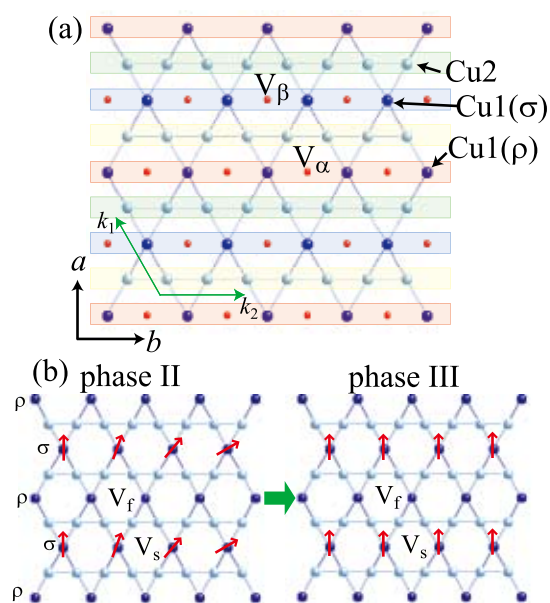 (a)
Cu2
Vβ
Cu1(σ)
Vα
Cu1(ρ)
k1
a
k2
b
(b)
phase II
phase III
ρ
σ
ρ
Vf
Vf
σ
Vs
Vs
ρ